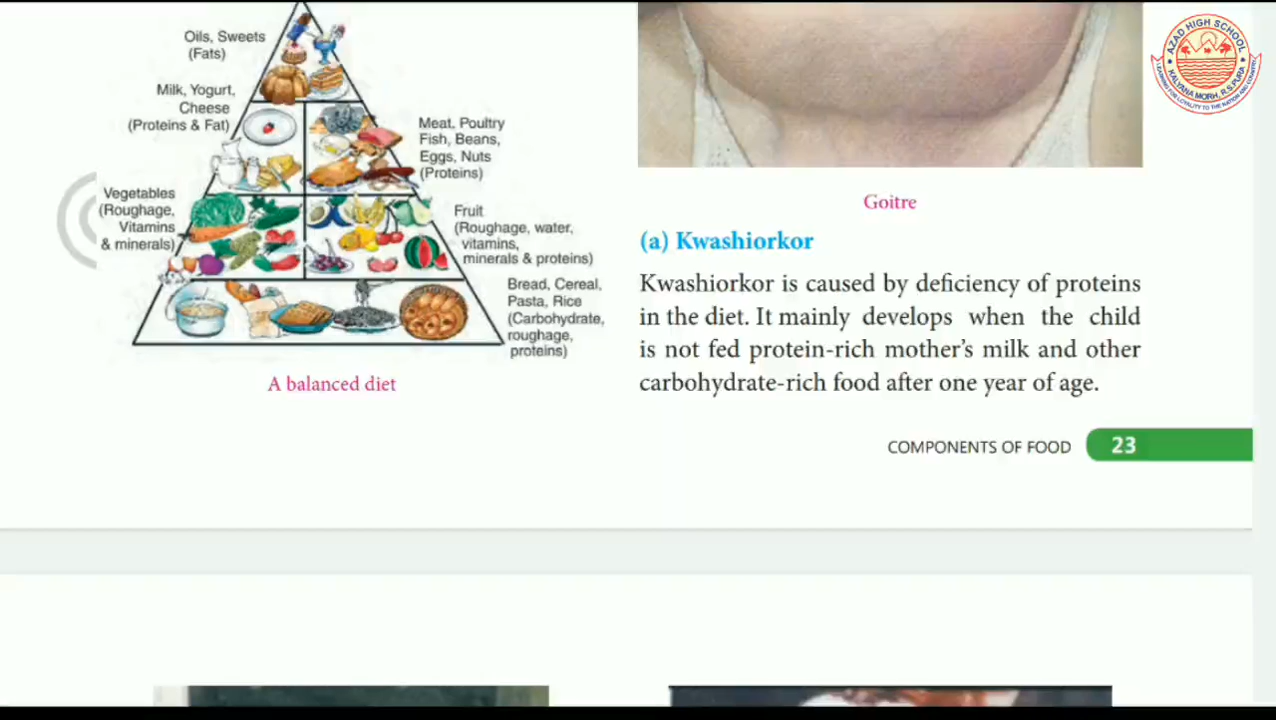 Oils, Sweets
(Fats)
Milk, Yogurt,
Cheese
(Proteins & Fat)
Meat, Poultry
Fish, Beans,
Eggs, Nuts
(Proteins)
Vegetables
(Roughage,
Vitamins
& minerals)
Fruit
(Roughage, water,
vitamins,
minerals & proteins)
Bread, Cereal,
Pasta, Rice
(Carbohydrate,
roughage,
proteins)
A balanced diet
Goitre
(a) Kwashiorkor
Kwashiorkor is caused by deficiency of proteins
in the diet. It mainly develops when the child
is not fed protein-rich mother's milk and other
carbohydrate-rich food after one year of age.
COMPONENTS OF FOOD 23
AZAD HIGH SCHOOL
KALYANA MORH, R.S.PURA